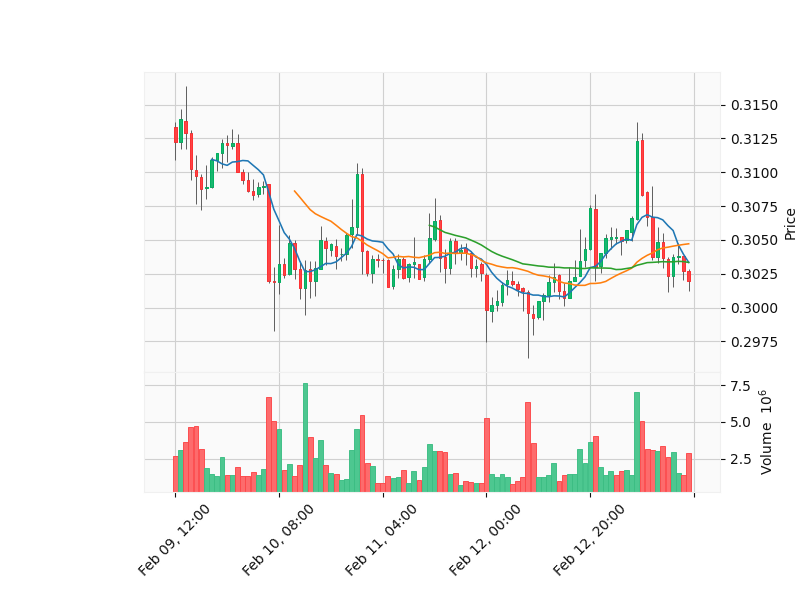 0.3150
0.3125
0.3100
0.3075
0.3050
0.3025
0.3000
0.2975
Price
7.5
5.0
2.5
Volume 10⁶
Feb 09, 12:00
Feb 10, 08:00
Feb 11, 04:00
Feb 12, 00:00
Feb 12, 20:00